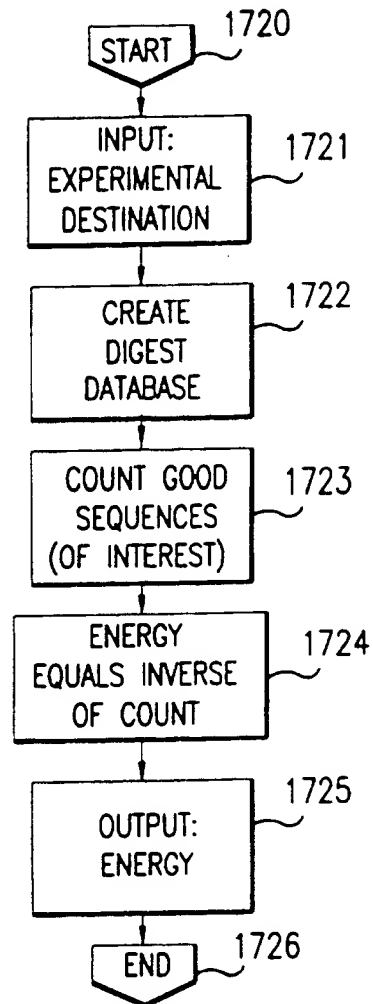 START
1720
INPUT:
EXPERIMENTAL
DESTINATION
1721
CREATE
DIGEST
DATABASE
1722
COUNT GOOD
SEQUENCES
(OF INTEREST)
1723
ENERGY
EQUALS INVERSE
OF COUNT
1724
OUTPUT:
ENERGY
1725
END
1726